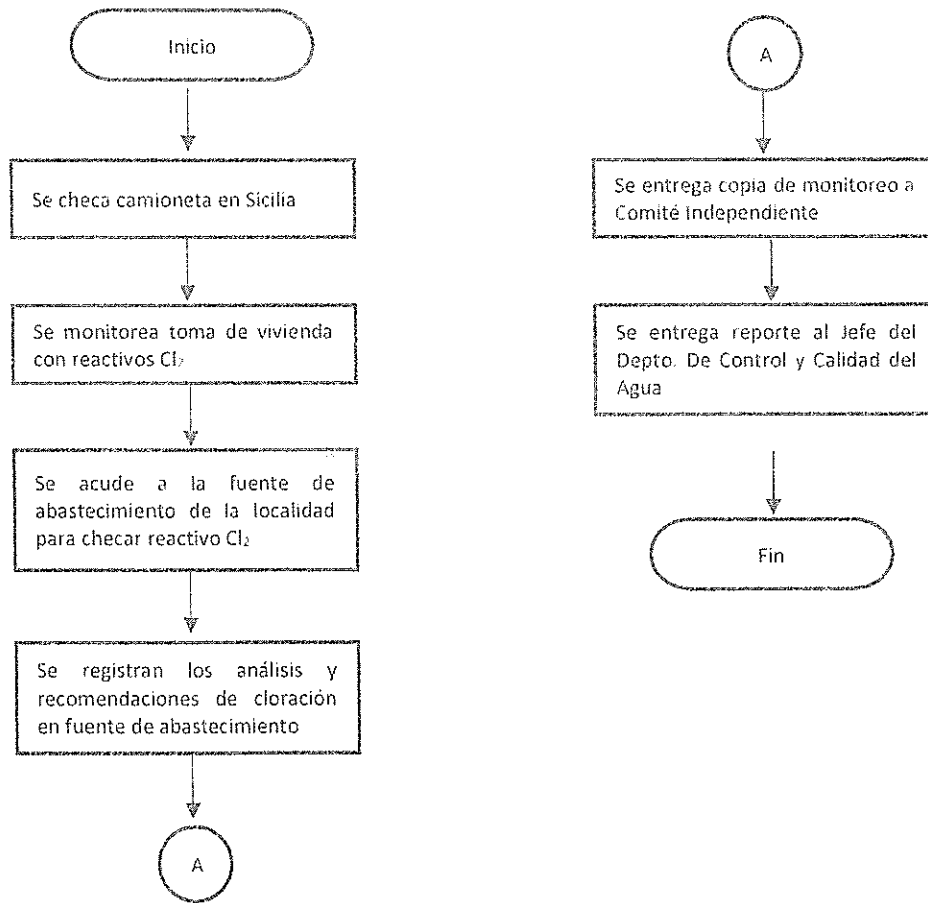 Inicio
Se checa camioneta en Sicilia
Se monitorea toma de vivienda
con reactivos Cl₂
Se acude a la fuente de
abastecimiento de la localidad
para checar reactivo Cl₂
Se registran los análisis y
recomendaciones de cloración
en fuente de abastecimiento
A
A
Se entrega copia de monitoreo a
Comité Independiente
Se entrega reporte al Jefe del
Depto. De Control y Calidad del
Agua
Fin